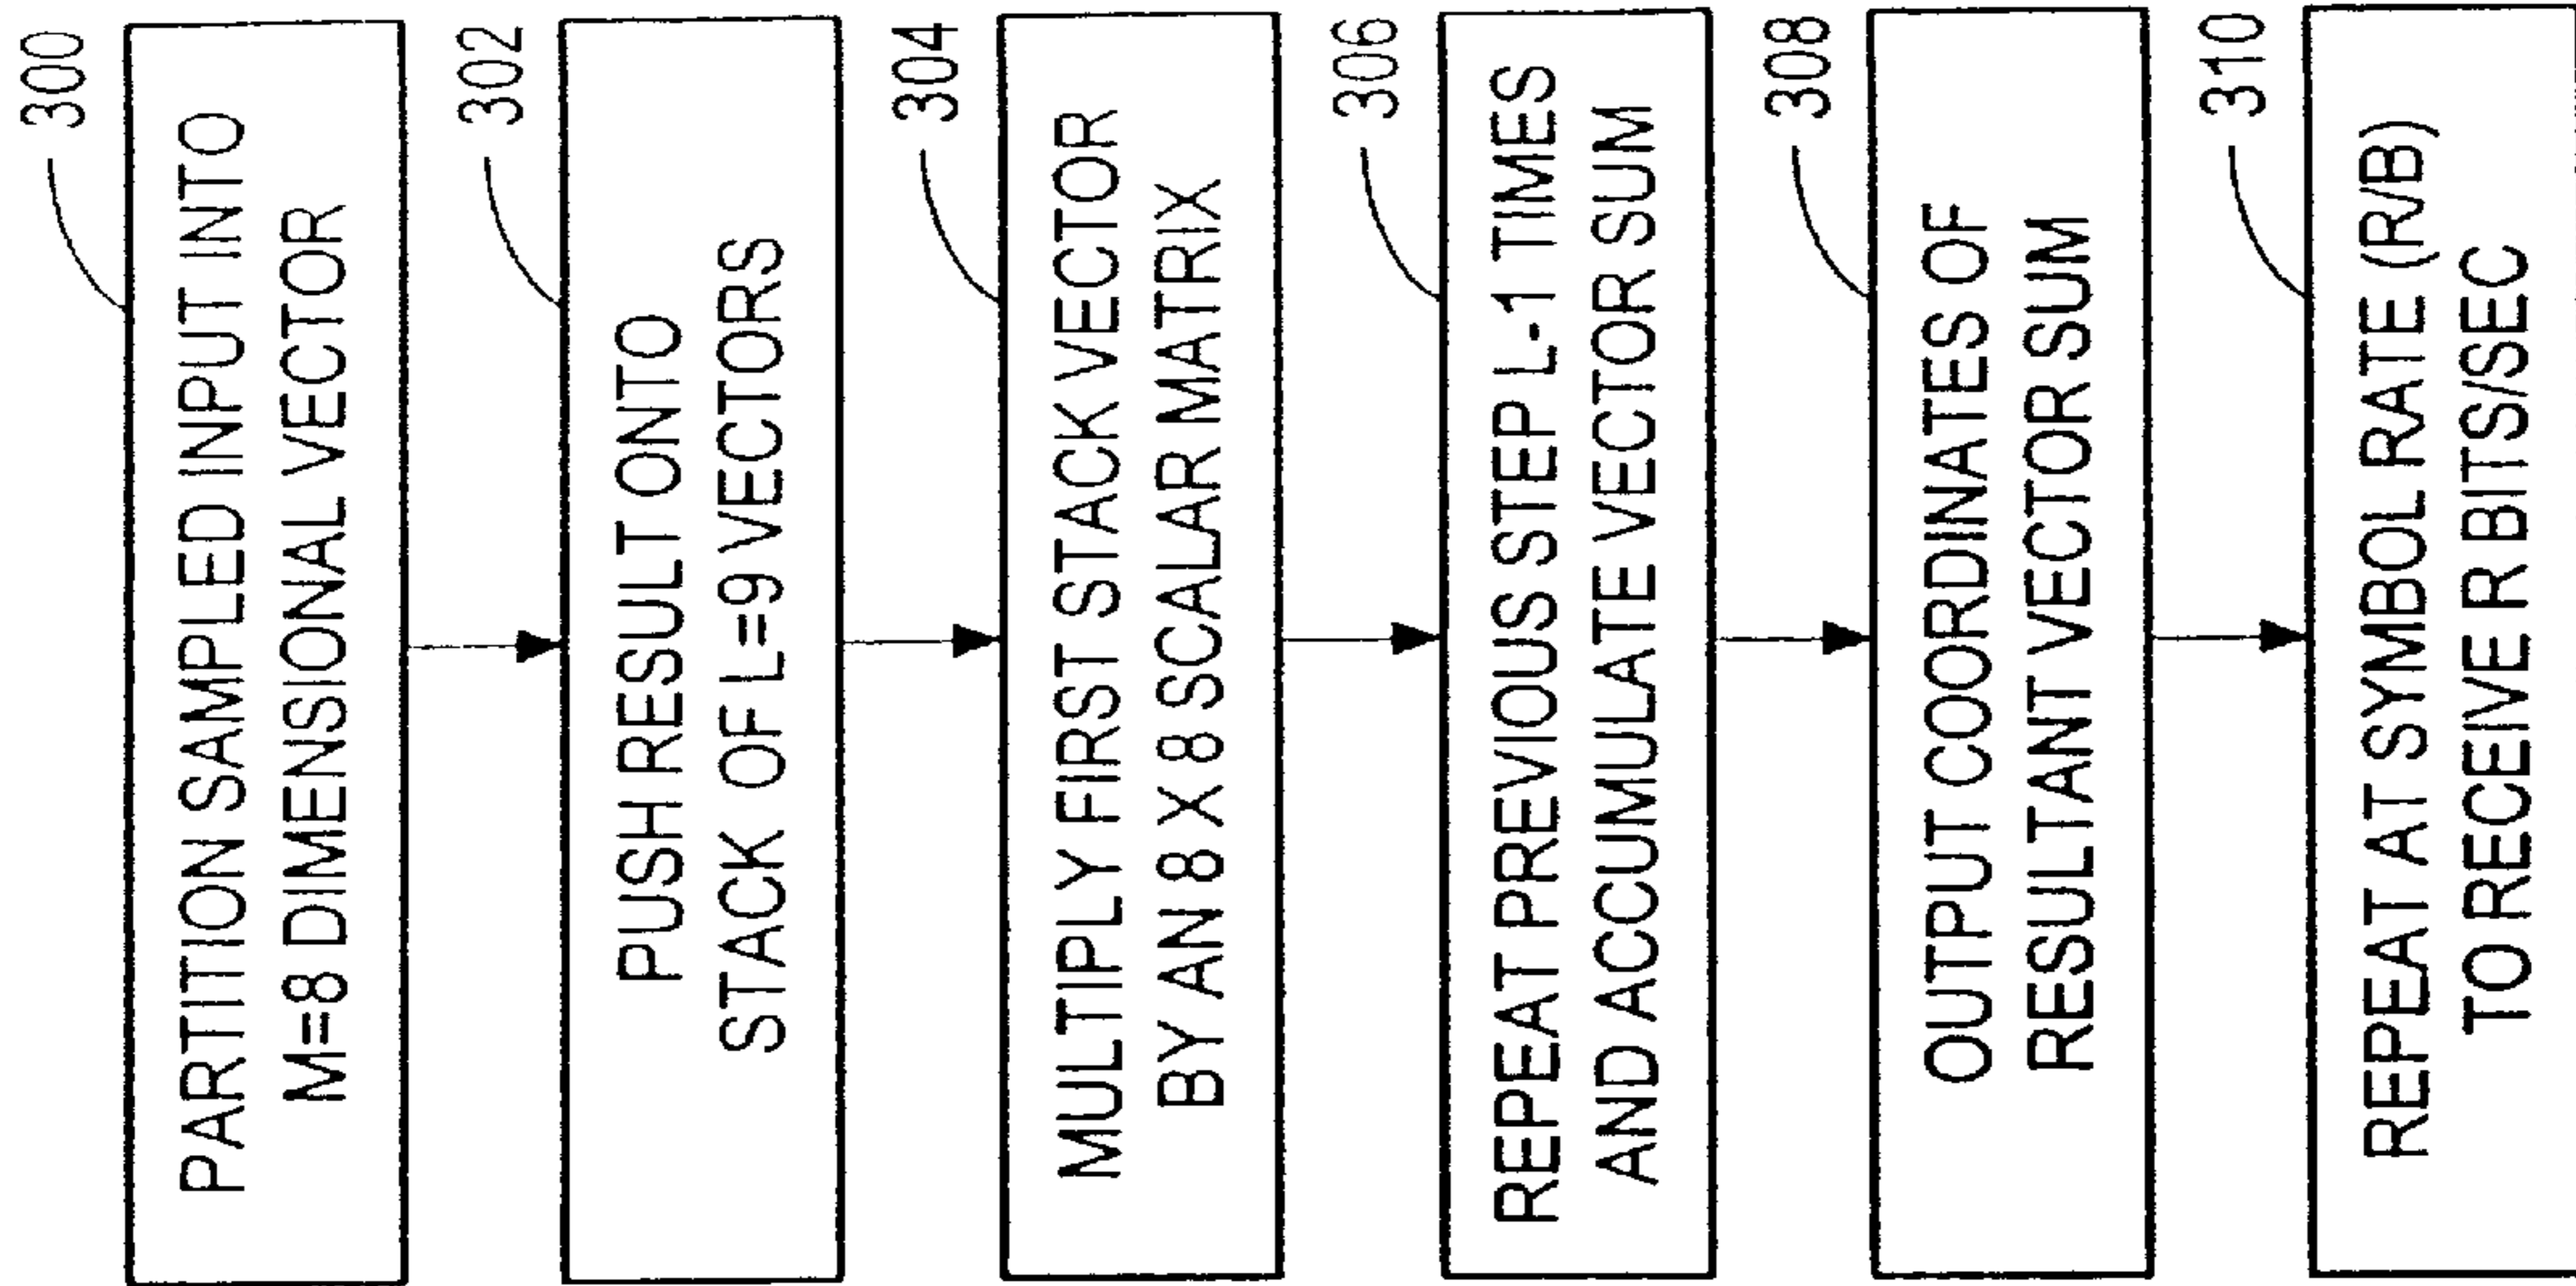 300
PARTITION SAMPLED INPUT INTO
M=8 DIMENSIONAL VECTOR
302
PUSH RESULT ONTO
STACK OF L=9 VECTORS
304
MULTIPLY FIRST STACK VECTOR
BY AN 8 X 8 SCALAR MATRIX
306
REPEAT PREVIOUS STEP L-1 TIMES
AND ACCUMULATE VECTOR SUM
308
OUTPUT COORDINATES OF
RESULTANT VECTOR SUM
310
REPEAT AT SYMBOL RATE (R/B)
TO RECEIVE R BITS/SEC